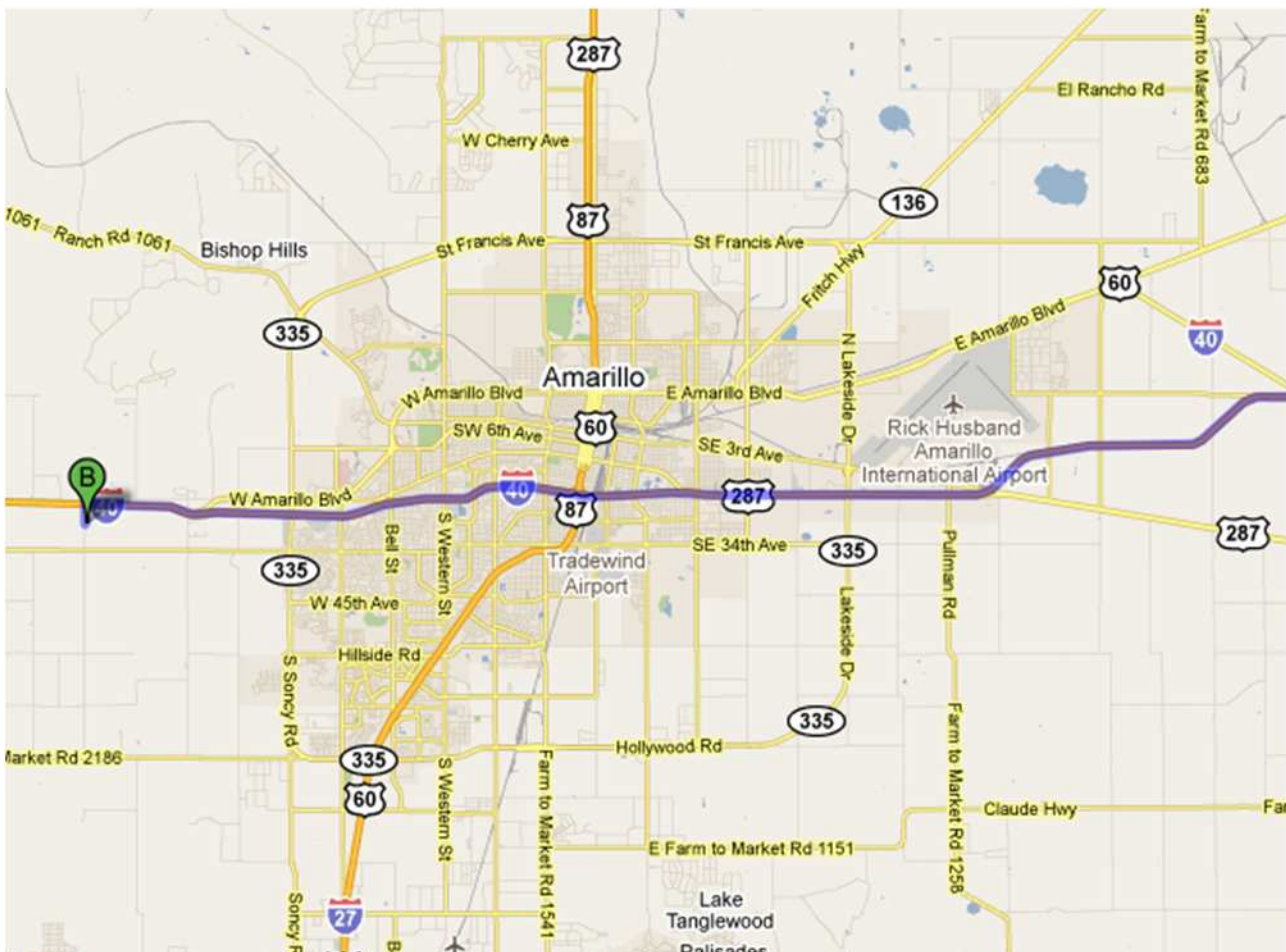 287
Farm to Market Rd 683
El Rancho Rd
W Cherry Ave
136
87
1061
Ranch Rd 1061
Bishop Hills
St Francis Ave
St Francis Ave
Fritch Hwy
60
335
N Lakeside Dr
E Amarillo Blvd
40
Amarillo
W Amarillo Blvd
E Amarillo Blvd
SW 6th Ave
60
SE 3rd Ave
Rick Husband
Amarillo
International Airport
B
40
W Amarillo Blvd
40
87
287
287
Bell St
S Western St
SE 34th Ave
335
335
Pullman Rd
Tradewind
Airport
W 45th Ave
Lakeside Dr
Hillside Rd
S Soncy Rd
335
Market Rd 2186
335
Hollywood Rd
60
S Western St
Farm to Market Rd 1541
Farm to Market Rd 1258
Claude Hwy
E Farm to Market Rd 1151
Lake
Tanglewood
27
Soncy R
Palisades